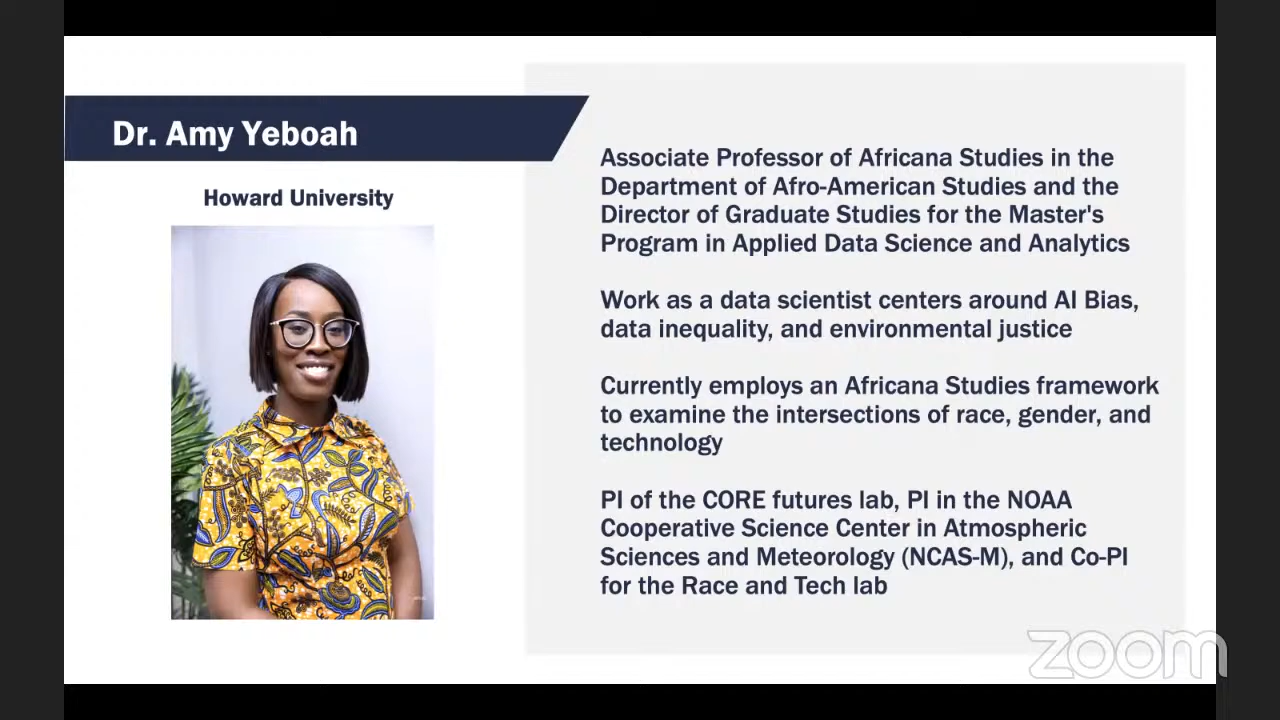 Dr. Amy Yeboah
Howard University
Associate Professor of Africana Studies in the
Department of Afro-American Studies and the
Director of Graduate Studies for the Master's
Program in Applied Data Science and Analytics
Work as a data scientist centers around AI Bias,
data inequality, and environmental justice
Currently employs an Africana Studies framework
to examine the intersections of race, gender, and
technology
PI of the CORE futures lab, PI in the NOAA
Cooperative Science Center in Atmospheric
Sciences and Meteorology (NCAS-M), and Co-PI
for the Race and Tech lab
zoom